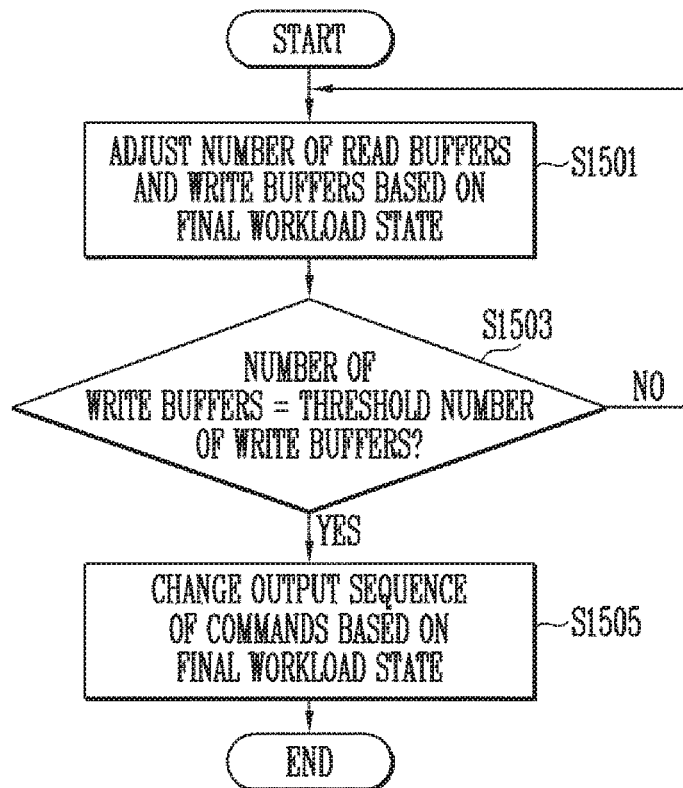 START
ADJUST NUMBER OF READ BUFFERS
AND WRITE BUFFERS BASED ON
FINAL WORKLOAD STATE
S1501
S1503
NUMBER OF
WRITE BUFFERS = THRESHOLD NUMBER
OF WRITE BUFFERS?
NO
YES
CHANGE OUTPUT SEQUENCE
OF COMMANDS BASED ON
FINAL WORKLOAD STATE
S1505
END